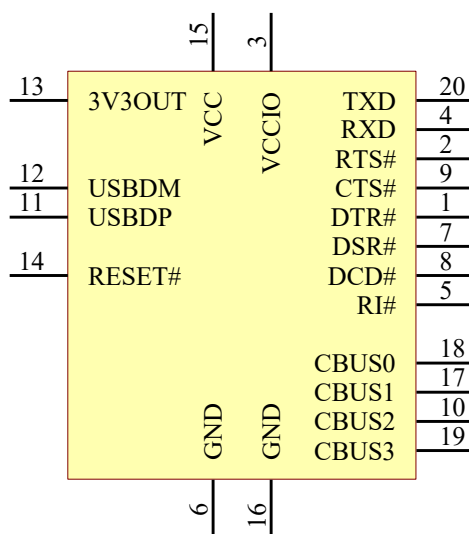 15 3
13 3V3OUT VCC VCCIO TXD 20
RXD 4
RTS# 2
12 USBDM CTS# 9
11 USBDP DTR# 1
DSR# 7
14 RESET# DCD# 8
RI# 5
CBUS0 18
CBUS1 17
GND GND CBUS2 10
CBUS3 19
6 16